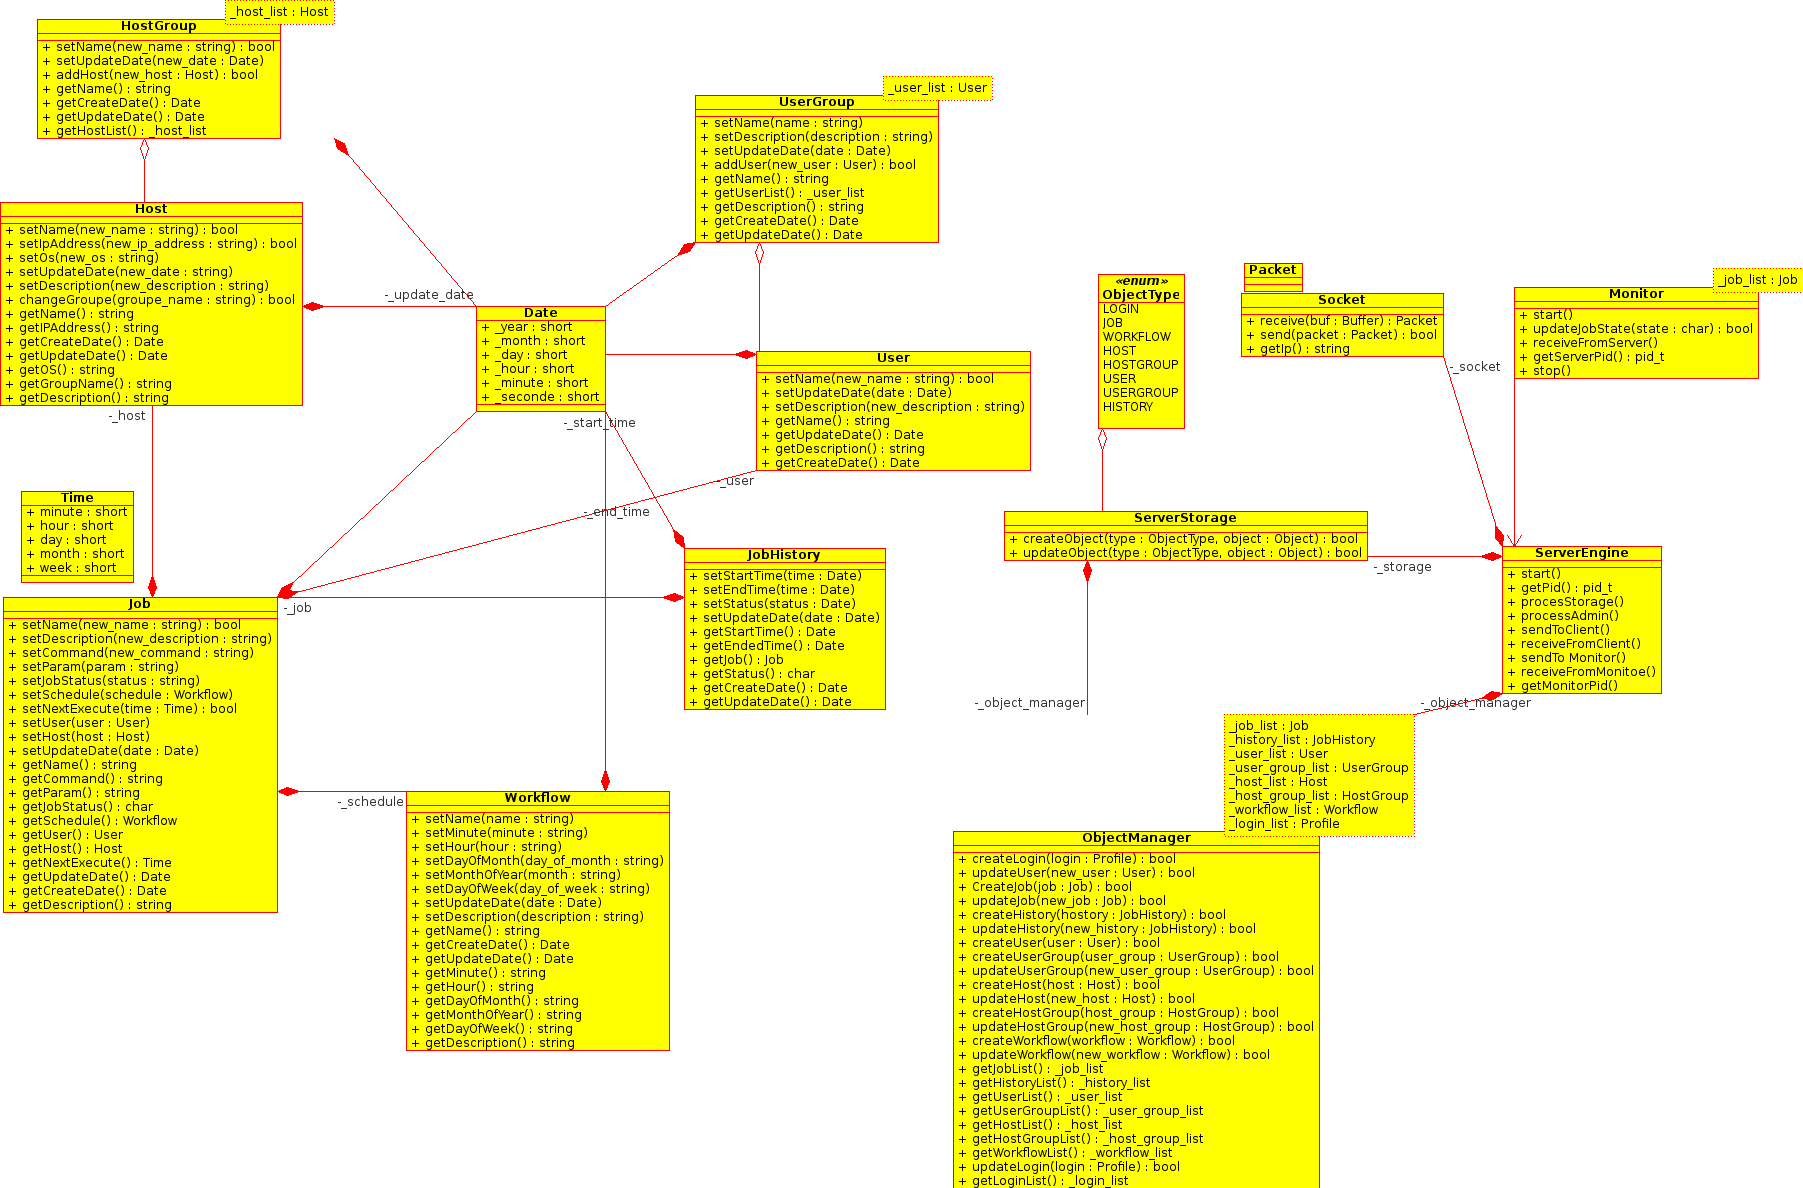 _host_list : Host
HostGroup
+ setName(new_name : string) : bool
+ setUpdateDate(new_date : Date)
+ addHost(new_host : Host) : bool
+ getName() : string
+ getCreateDate() : Date
+ getUpdateDate() : Date
+ getHostList() : _host_list
_user_list : User
UserGroup
+ setName(name : string)
+ setDescription(description : string)
+ setUpdateDate(date : Date)
+ addUser(new_user : User) : bool
+ getName() : string
+ getUserList() : _user_list
+ getDescription() : string
+ getCreateDate() : Date
+ getUpdateDate() : Date
Host
+ setName(new_name : string) : bool
+ setIpAddress(new_ip_address : string) : bool
+ setOs(new_os : string)
+ setUpdateDate(new_date : string)
+ setDescription(new_description : string)
+ changeGroupe(groupe_name : string) : bool
+ getName() : string
+ getIPAddress() : string
+ getCreateDate() : Date
+ getUpdateDate() : Date
+ getOS() : string
+ getGroupName() : string
+ getDescription() : string
-_update_date
Date
+ _year : short
+ _month : short
+ _day : short
+ _hour : short
+ _minute : short
+ _seconde : short
User
+ setName(new_name : string) : bool
+ setUpdateDate(date : Date)
+ setDescription(new_description : string)
+ getName() : string
+ getUpdateDate() : Date
+ getDescription() : string
+ getCreateDate() : Date
«enum»
ObjectType
LOGIN
JOB
WORKFLOW
HOST
HOSTGROUP
USER
USERGROUP
HISTORY
Packet
Socket
+ receive(buf : Buffer) : Packet
+ send(packet : Packet) : bool
+ getIp() : string
_job_list : Job
Monitor
+ start()
+ updateJobState(state : char) : bool
+ receiveFromServer()
+ getServerPid() : pid_t
+ stop()
-_socket
-_host
-_start_time
-_user
-_end_time
Time
+ minute : short
+ hour : short
+ day : short
+ month : short
+ week : short
ServerStorage
+ createObject(type : ObjectType, object : Object) : bool
+ updateObject(type : ObjectType, object : Object) : bool
-_storage
ServerEngine
+ start()
+ getPid() : pid_t
+ processStorage()
+ processAdmin()
+ sendToClient()
+ receiveFromClient()
+ sendTo Monitor()
+ receiveFromMonitoe()
+ getMonitorPid()
JobHistory
+ setStartTime(time : Date)
+ setEndTime(time : Date)
+ setStatus(status : Date)
+ setUpdateDate(date : Date)
+ getStartTime() : Date
+ getEndedTime() : Date
+ getJob() : Job
+ getStatus() : char
+ getCreateDate() : Date
+ getUpdateDate() : Date
-_job
Job
+ setName(new_name : string) : bool
+ setDescription(new_description : string)
+ setCommand(new_command : string)
+ setParam(param : string)
+ setJobStatus(status : string)
+ setSchedule(schedule : Workflow)
+ setNextExecute(time : Time) : bool
+ setUser(user : User)
+ setHost(host : Host)
+ setUpdateDate(date : Date)
+ getName() : string
+ getCommand() : string
+ getParam() : string
+ getJobStatus() : char
+ getSchedule() : Workflow
+ getUser() : User
+ getHost() : Host
+ getNextExecute() : Time
+ getUpdateDate() : Date
+ getCreateDate() : Date
+ getDescription() : string
-_schedule
Workflow
+ setName(name : string)
+ setMinute(minute : string)
+ setHour(hour : string)
+ setDayOfMonth(day_of_month : string)
+ setMonthOfYear(month : string)
+ setDayOfWeek(day_of_week : string)
+ setUpdateDate(date : Date)
+ setDescription(description : string)
+ getName() : string
+ getCreateDate() : Date
+ getUpdateDate() : Date
+ getMinute() : string
+ getHour() : string
+ getDayOfMonth() : string
+ getMonthOfYear() : string
+ getDayOfWeek() : string
+ getDescription() : string
-_object_manager
-_object_manager
_job_list : Job
_history_list : JobHistory
_user_list : User
_user_group_list : UserGroup
_host_list : Host
_host_group_list : HostGroup
_workflow_list : Workflow
_login_list : Profile
ObjectManager
+ createLogin(login : Profile) : bool
+ updateUser(new_user : User) : bool
+ CreateJob(job : Job) : bool
+ updateJob(new_job : Job) : bool
+ createHistory(hostory : JobHistory) : bool
+ updateHistory(new_history : JobHistory) : bool
+ createUser(user : User) : bool
+ createUserGroup(user_group : UserGroup) : bool
+ updateUserGroup(new_user_group : UserGroup) : bool
+ createHost(host : Host) : bool
+ updateHost(new_host : Host) : bool
+ createHostGroup(host_group : HostGroup) : bool
+ updateHostGroup(new_host_group : HostGroup) : bool
+ createWorkflow(workflow : Workflow) : bool
+ updateWorkflow(new_workflow : Workflow) : bool
+ getJobList() : _job_list
+ getHistoryList() : _history_list
+ getUserList() : _user_list
+ getUserGroupList() : _user_group_list
+ getHostList() : _host_list
+ getHostGroupList() : _host_group_list
+ getWorkflowList() : _workflow_list
+ updateLogin(login : Profile) : bool
+ getLoginList() : _login_list